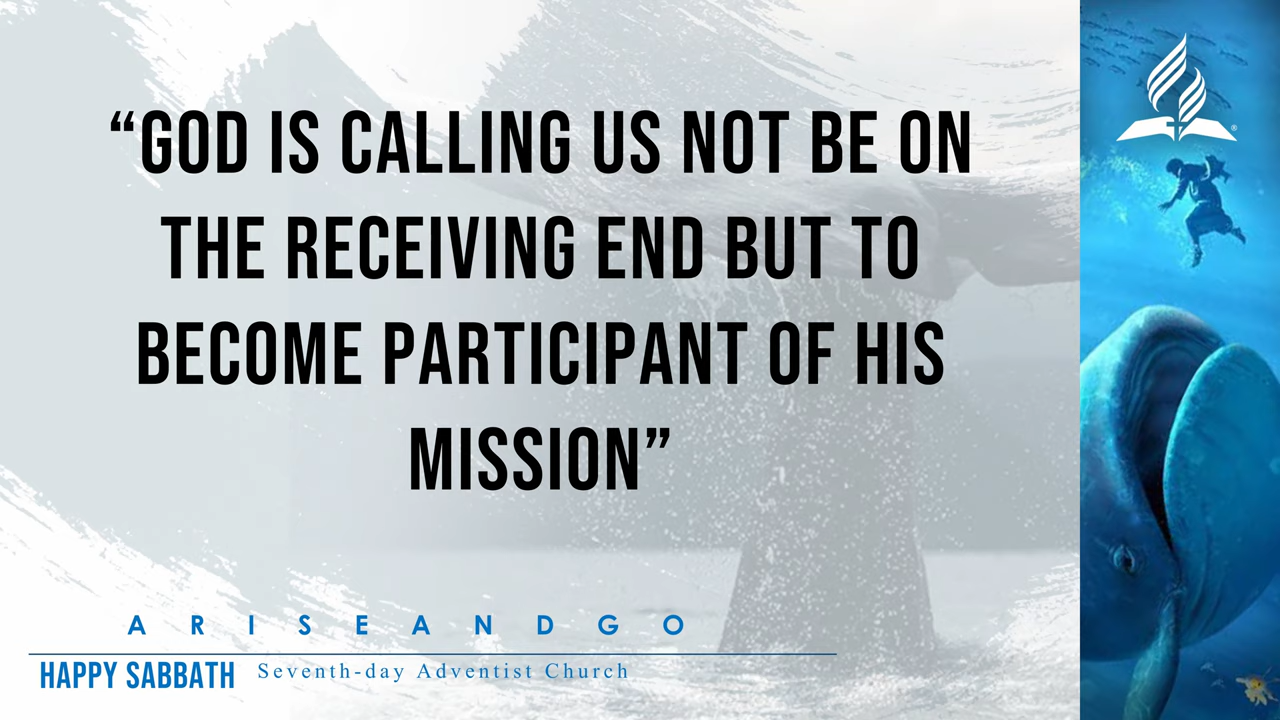 “GOD IS CALLING US NOT BE ON
THE RECEIVING END BUT TO
BECOME PARTICIPANT OF HIS
MISSION”
A R I S E A N D G O
HAPPY SABBATH Seventh-day Adventist Church
®